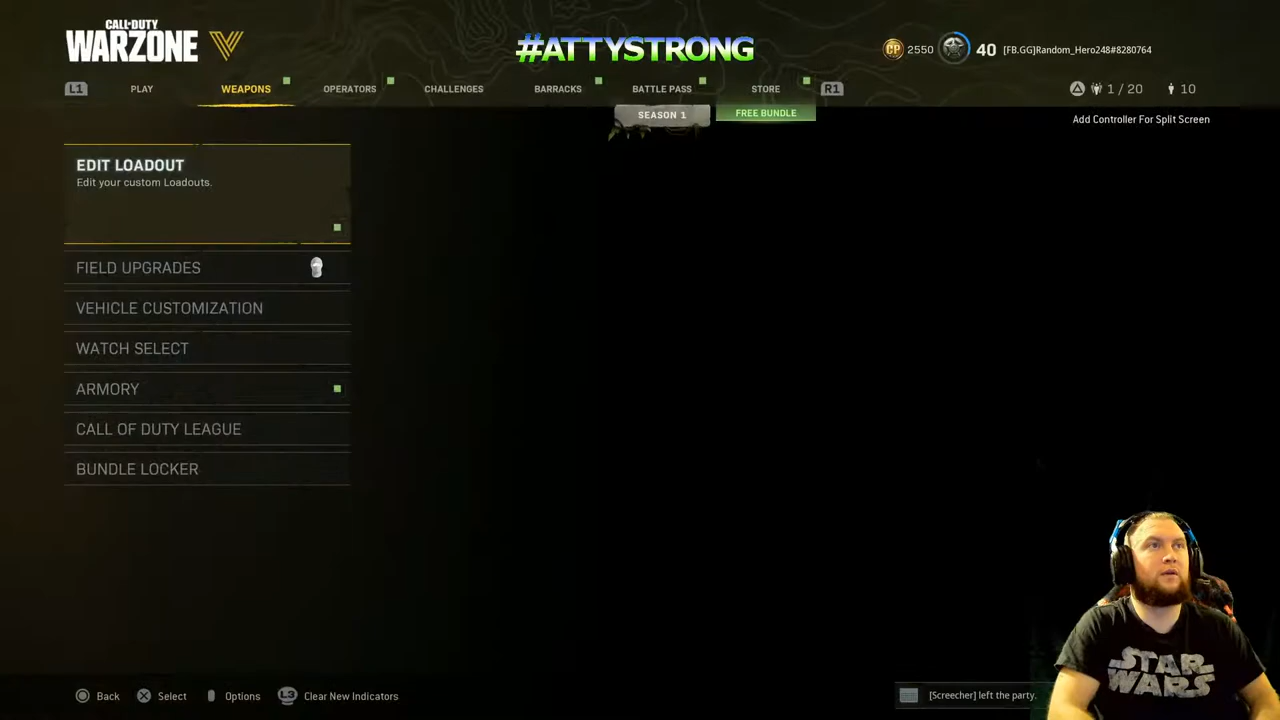 CALL OF DUTY
WARZONE
#ATTYSTRONG
CP 2550
40
[FB.GG]Random_Hero248#8280764
L1
PLAY
WEAPONS
OPERATORS
CHALLENGES
BARRACKS
BATTLE PASS
STORE
R1
1 / 20
10
SEASON 1
FREE BUNDLE
Add Controller For Split Screen
EDIT LOADOUT
Edit your custom Loadouts.
FIELD UPGRADES
VEHICLE CUSTOMIZATION
WATCH SELECT
ARMORY
CALL OF DUTY LEAGUE
BUNDLE LOCKER
STAR
WARS
Back
Select
Options
L3
Clear New Indicators
[Screecher] left the party.